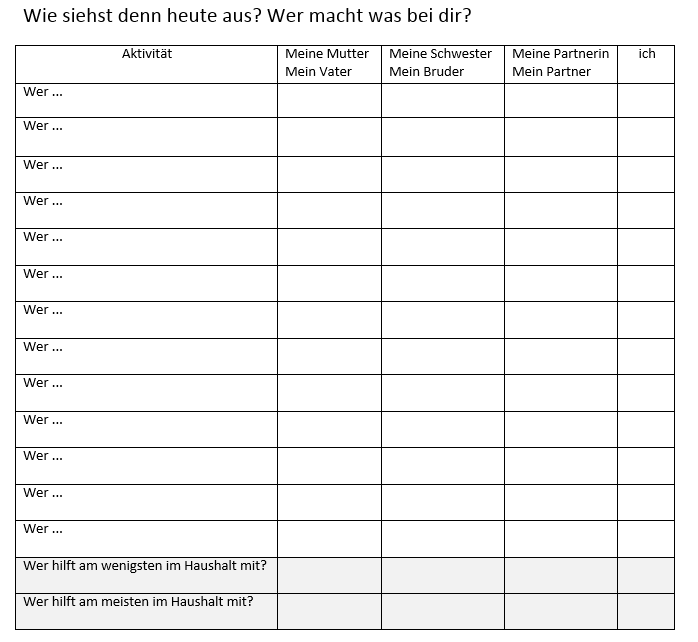 Wie siehst denn heute aus? Wer macht was bei dir?
Aktivität Meine Mutter Meine Schwester Meine Partnerin ich
Mein Vater Mein Bruder Mein Partner
Wer ...
Wer ...
Wer ...
Wer ...
Wer ...
Wer ...
Wer ...
Wer ...
Wer ...
Wer ...
Wer ...
Wer ...
Wer ...
Wer hilft am wenigsten im Haushalt mit?
Wer hilft am meisten im Haushalt mit?